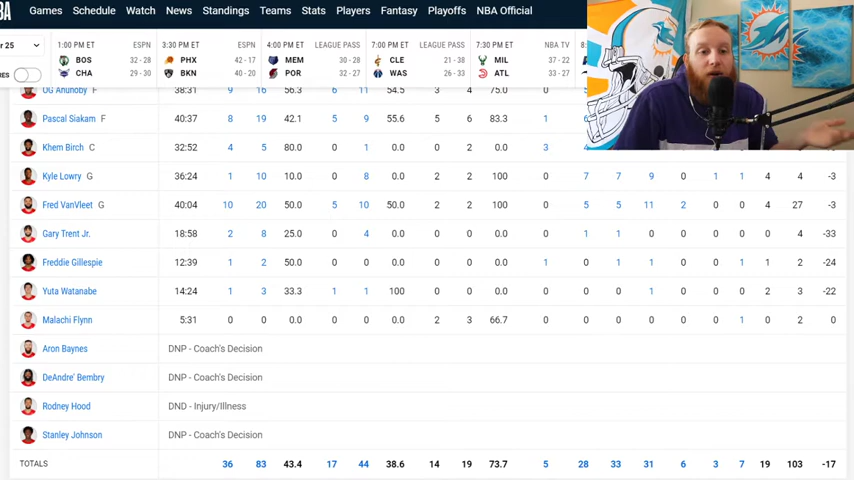 BA Games Schedule Watch News Standings Teams Stats Players Fantasy Playoffs NBA Official
r 25 1:00 PM ET ESPN 3:30 PM ET ESPN 4:00 PM ET LEAGUE PASS 7:00 PM ET LEAGUE PASS 7:30 PM ET NBA TV 8:
BOS 32 - 28 PHX 42 - 17 MEM 30 - 28 CLE 21 - 38 MIL 37 - 22
RES CHA 29 - 30 BKN 40 - 20 POR 32 - 27 WAS 26 - 33 ATL 33 - 27
OG Anunoby F 38:31 9 16 56.3 6 11 54.5 3 4 75.0 0
Pascal Siakam F 40:37 8 19 42.1 5 9 55.6 5 6 83.3 1
Khem Birch C 32:52 4 5 80.0 0 1 0.0 0 2 0.0 3
Kyle Lowry G 36:24 1 10 10.0 0 8 0.0 2 2 100 0 7 7 9 0 1 1 4 4 -3
Fred VanVleet G 40:04 10 20 50.0 5 10 50.0 2 2 100 0 5 5 11 2 0 0 4 27 -3
Gary Trent Jr. 18:58 2 8 25.0 0 4 0.0 0 0 0.0 0 1 1 0 0 0 0 0 4 -33
Freddie Gillespie 12:39 1 2 50.0 0 0 0.0 0 0 0.0 1 0 1 1 0 0 1 1 2 -24
Yuta Watanabe 14:24 1 3 33.3 1 1 100 0 0 0.0 0 0 0 1 0 0 0 2 3 -22
Malachi Flynn 5:31 0 0 0.0 0 0 0.0 2 3 66.7 0 0 0 0 0 0 1 0 2 0
Aron Baynes DNP - Coach's Decision
DeAndre' Bembry DNP - Coach's Decision
Rodney Hood DND - Injury/Illness
Stanley Johnson DNP - Coach's Decision
TOTALS 36 83 43.4 17 44 38.6 14 19 73.7 5 28 33 31 6 3 7 19 103 -17